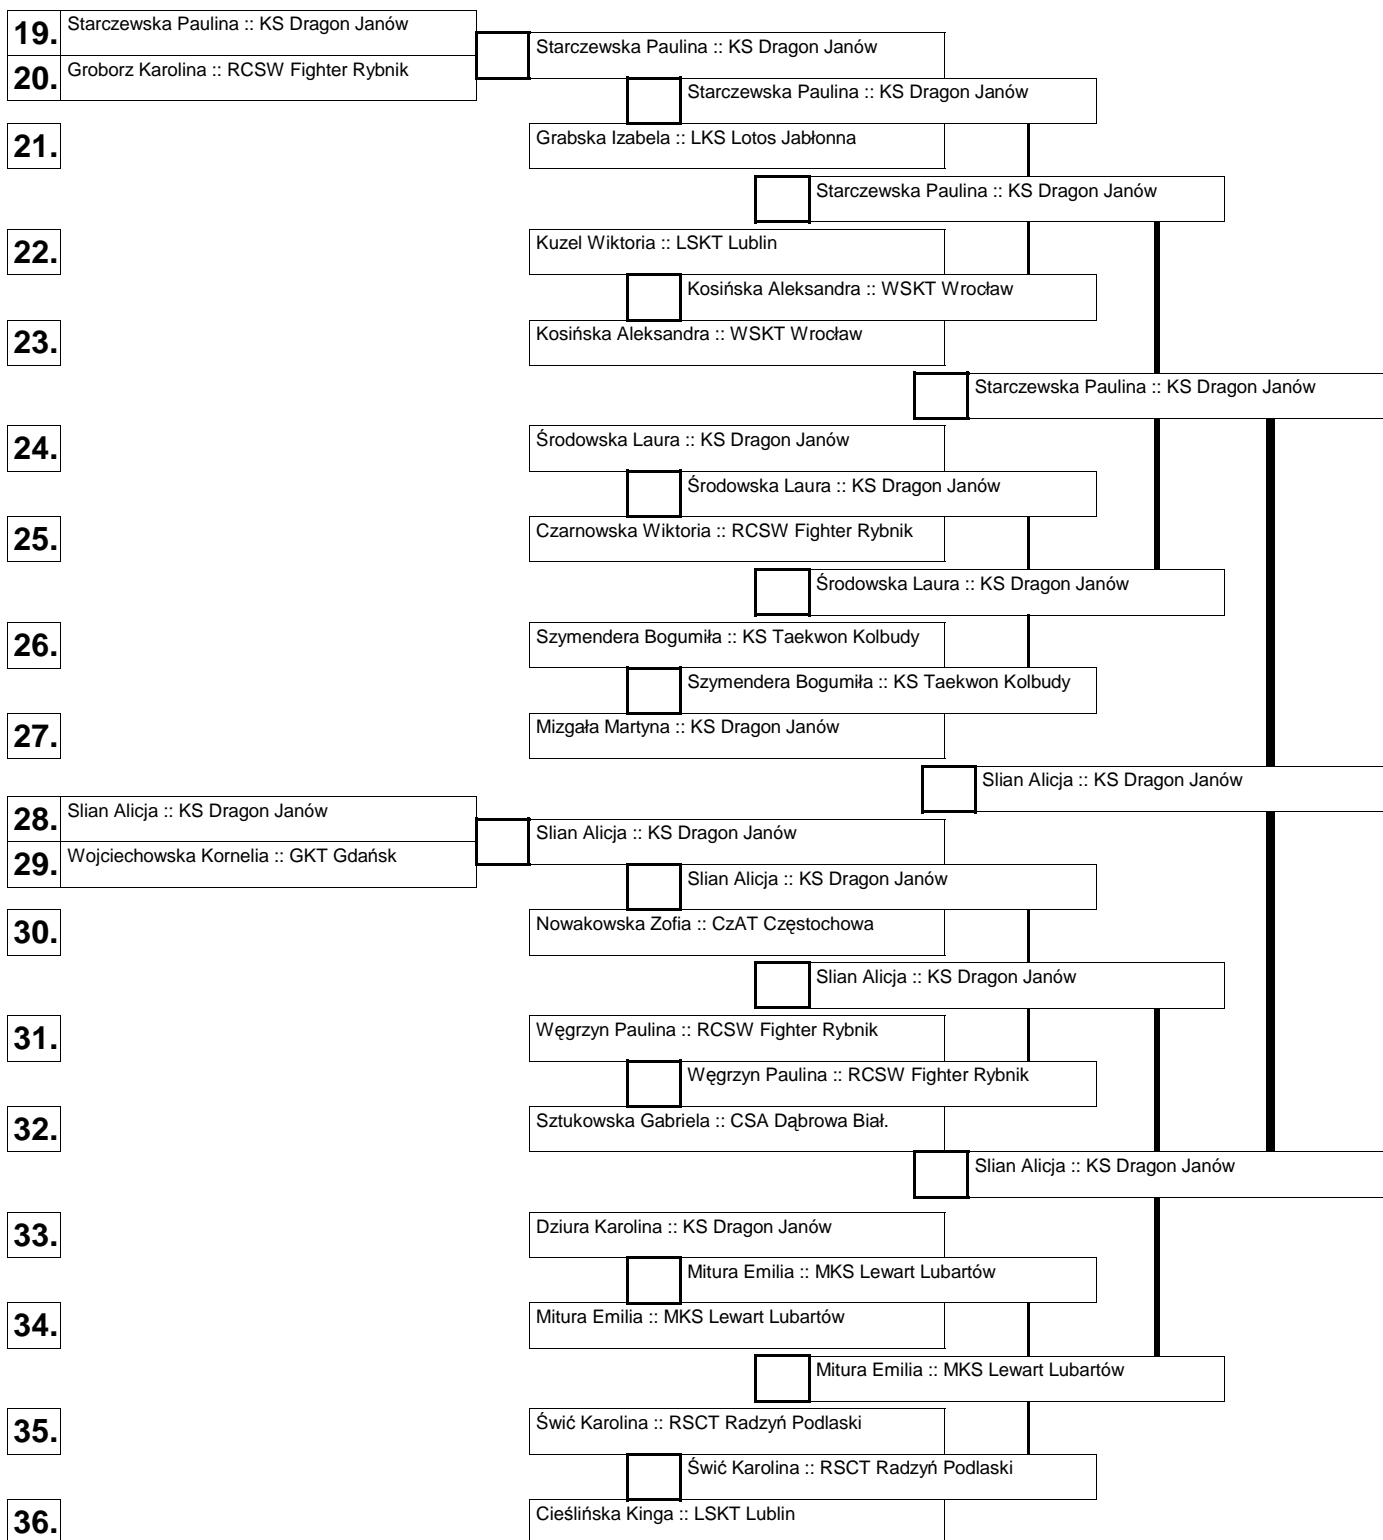 19. Starczewska Paulina :: KS Dragon Janów
Starczewska Paulina :: KS Dragon Janów
20. Groborz Karolina :: RCSW Fighter Rybnik
Starczewska Paulina :: KS Dragon Janów
21. Grabska Izabela :: LKS Lotos Jabłonna
Starczewska Paulina :: KS Dragon Janów
22. Kuzel Wiktoria :: LSKT Lublin
Kosińska Aleksandra :: WSKT Wrocław
23. Kosińska Aleksandra :: WSKT Wrocław
Starczewska Paulina :: KS Dragon Janów
24. Środowska Laura :: KS Dragon Janów
Środowska Laura :: KS Dragon Janów
25. Czarnowska Wiktoria :: RCSW Fighter Rybnik
Środowska Laura :: KS Dragon Janów
26. Szymendera Bogumiła :: KS Taekwon Kolbudy
Szymendera Bogumiła :: KS Taekwon Kolbudy
27. Mizgała Martyna :: KS Dragon Janów
Slian Alicja :: KS Dragon Janów
28. Slian Alicja :: KS Dragon Janów
Slian Alicja :: KS Dragon Janów
29. Wojciechowska Kornelia :: GKT Gdańsk
Slian Alicja :: KS Dragon Janów
30. Nowakowska Zofia :: CzAT Częstochowa
Slian Alicja :: KS Dragon Janów
31. Węgrzyn Paulina :: RCSW Fighter Rybnik
Węgrzyn Paulina :: RCSW Fighter Rybnik
32. Sztukowska Gabriela :: CSA Dąbrowa Biał.
Slian Alicja :: KS Dragon Janów
33. Dziura Karolina :: KS Dragon Janów
Mitura Emilia :: MKS Lewart Lubartów
34. Mitura Emilia :: MKS Lewart Lubartów
Mitura Emilia :: MKS Lewart Lubartów
35. Świć Karolina :: RSCT Radzyń Podlaski
Świć Karolina :: RSCT Radzyń Podlaski
36. Cieślińska Kinga :: LSKT Lublin